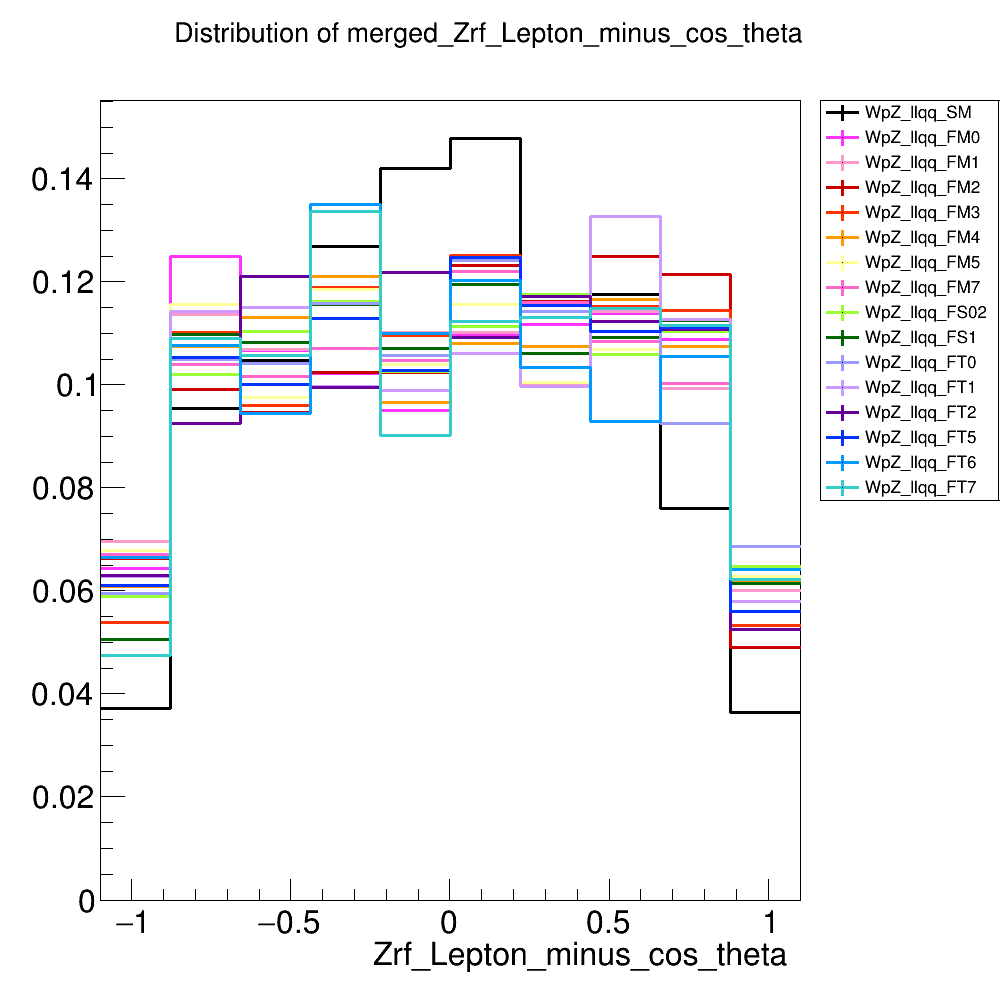 Distribution of merged_Zrf_Lepton_minus_cos_theta
WpZ_llqq_SM
WpZ_llqq_FM0
WpZ_llqq_FM1
WpZ_llqq_FM2
WpZ_llqq_FM3
WpZ_llqq_FM4
WpZ_llqq_FM5
WpZ_llqq_FM7
WpZ_llqq_FS02
WpZ_llqq_FS1
WpZ_llqq_FT0
WpZ_llqq_FT1
WpZ_llqq_FT2
WpZ_llqq_FT5
WpZ_llqq_FT6
WpZ_llqq_FT7
0.14
0.12
0.1
0.08
0.06
0.04
0.02
0
−1 −0.5 0 0.5 1
Zrf_Lepton_minus_cos_theta